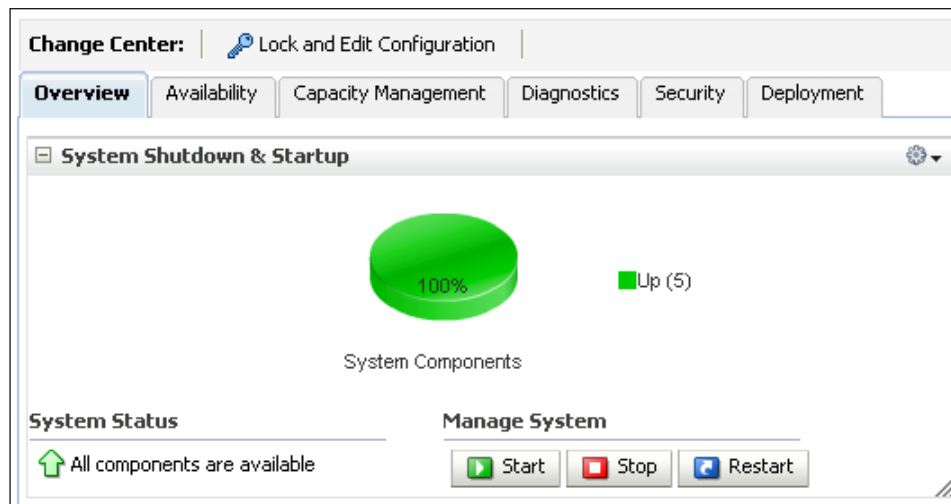 Change Center: Lock and Edit Configuration
Overview Availability Capacity Management Diagnostics Security Deployment
System Shutdown & Startup
100%
Up (5)
System Components
System Status Manage System
All components are available Start Stop Restart